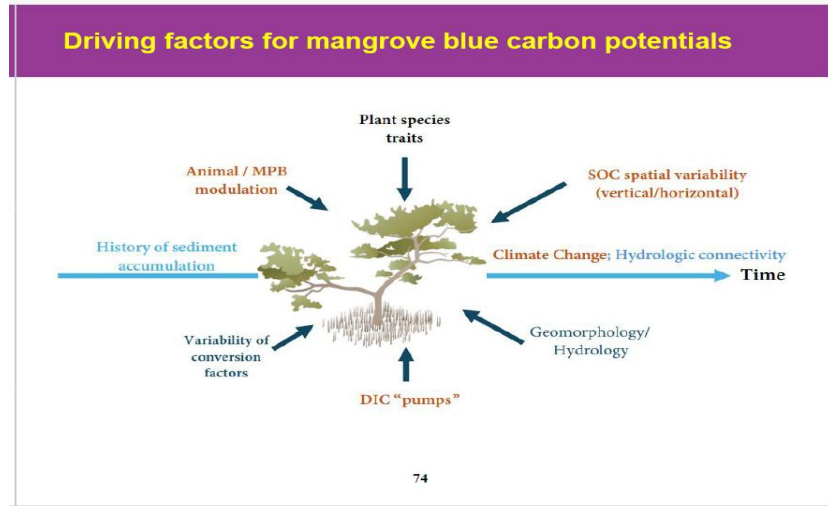 Driving factors for mangrove blue carbon potentials
Plant species
traits
Animal / MPB
modulation
SOC spatial variability
(vertical/horizontal)
History of sediment
accumulation
Climate Change; Hydrologic connectivity
Time
Variability of
conversion
factors
Geomorphology/
Hydrology
DIC “pumps”
74